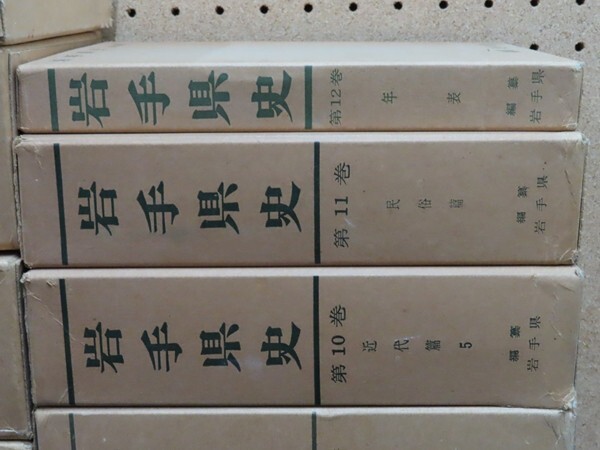 岩手県史
第12巻
年表
岩手県
編纂
岩手県史
第11巻
民俗篇
岩手県
編纂
岩手県史
第10巻
近代篇5
岩手県
編纂